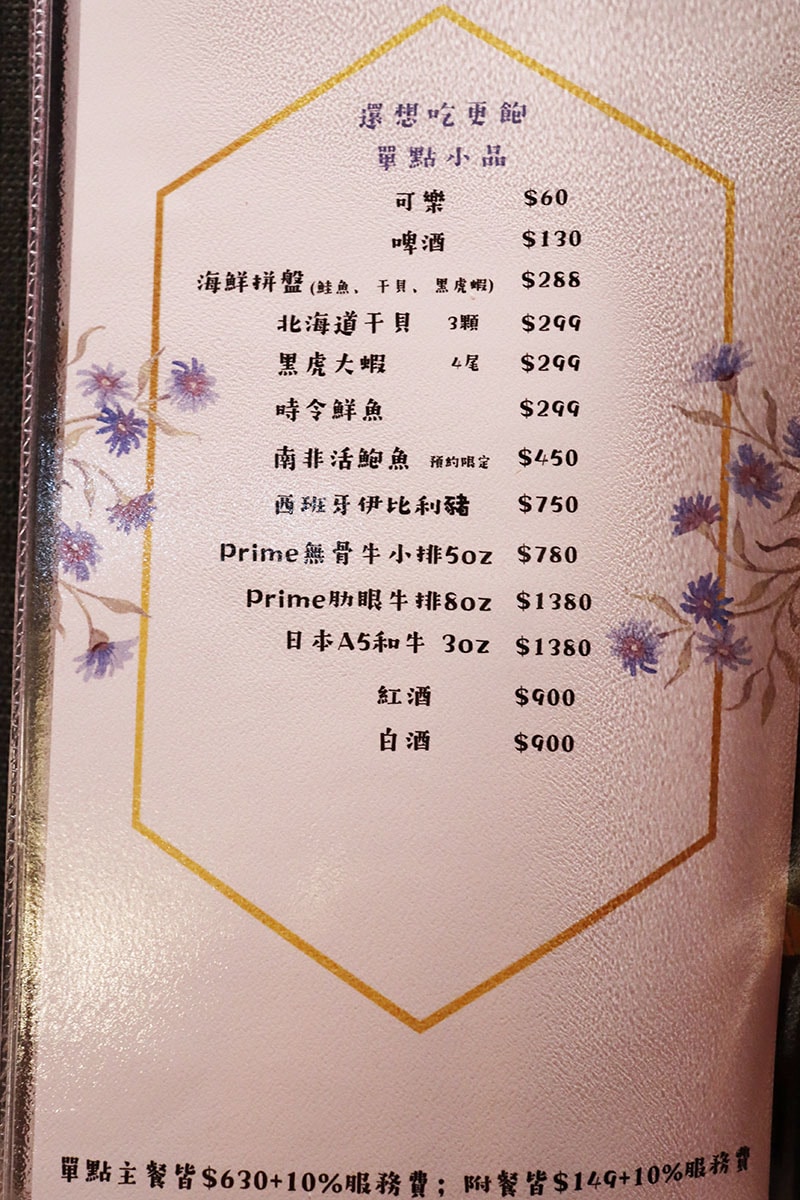 還想吃更飽
單點小品
可樂 $60
啤酒 $130
海鮮拼盤(鮭魚、干貝、黑虎蝦) $288
北海道干貝 3顆 $299
黑虎大蝦 4尾 $299
時令鮮魚 $299
南非活鮑魚 預約限定 $450
西班牙伊比利豬 $750
Prime無骨牛小排5oz $780
Prime肋眼牛排8oz $1380
日本A5和牛 3oz $1380
紅酒 $900
白酒 $900
單點主餐皆$630+10%服務費；附餐皆$149+10%服務費